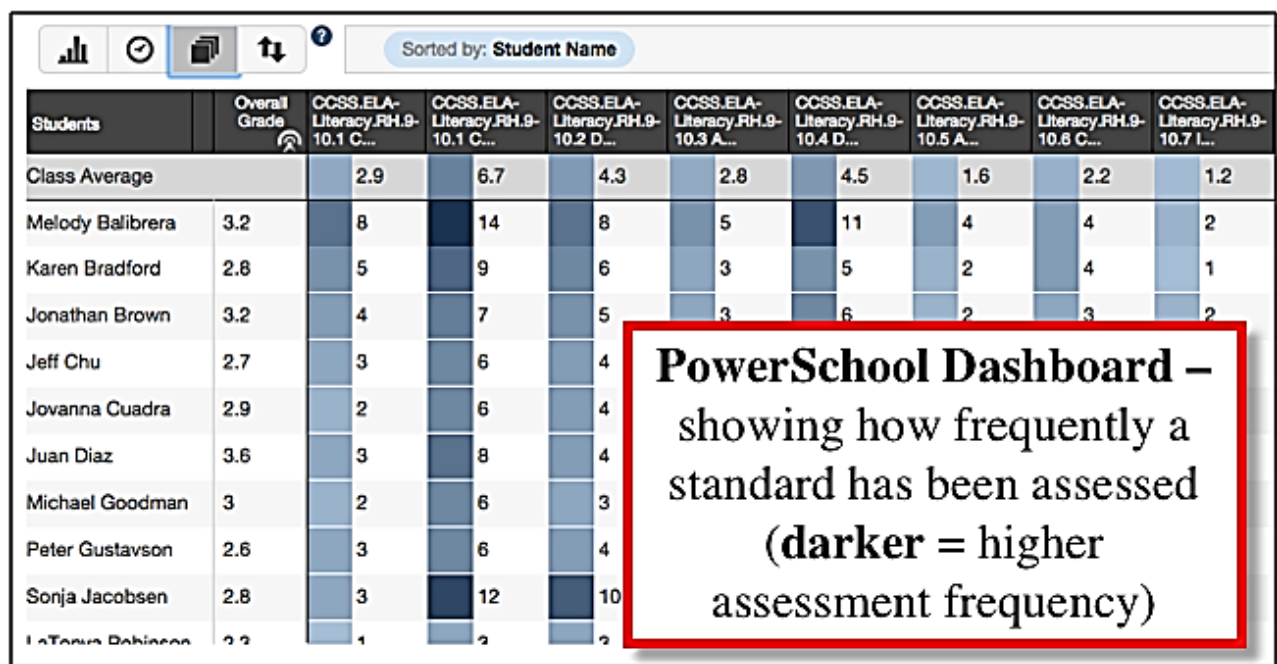 Sorted by: Student Name
Students Overall Grade CCSS.ELA-Literacy.RH.9-10.1 C... CCSS.ELA-Literacy.RH.9-10.1 C... CCSS.ELA-Literacy.RH.9-10.2 D... CCSS.ELA-Literacy.RH.9-10.3 A... CCSS.ELA-Literacy.RH.9-10.4 D... CCSS.ELA-Literacy.RH.9-10.5 A... CCSS.ELA-Literacy.RH.9-10.6 C... CCSS.ELA-Literacy.RH.9-10.7 I...
Class Average 2.9 6.7 4.3 2.8 4.5 1.6 2.2 1.2
Melody Balibrera 3.2 8 14 8 5 11 4 4 2
Karen Bradford 2.8 5 9 6 3 5 2 4 1
Jonathan Brown 3.2 4 7 5 3 6 2 3 2
Jeff Chu 2.7 3 6 4
Jovanna Cuadra 2.9 2 6 4
Juan Diaz 3.6 3 8 4
Michael Goodman 3 2 6 3
Peter Gustavson 2.6 3 6 4
Sonja Jacobsen 2.8 3 12 10
LaTonya Robinson
PowerSchool Dashboard –
showing how frequently a
standard has been assessed
(darker = higher
assessment frequency)